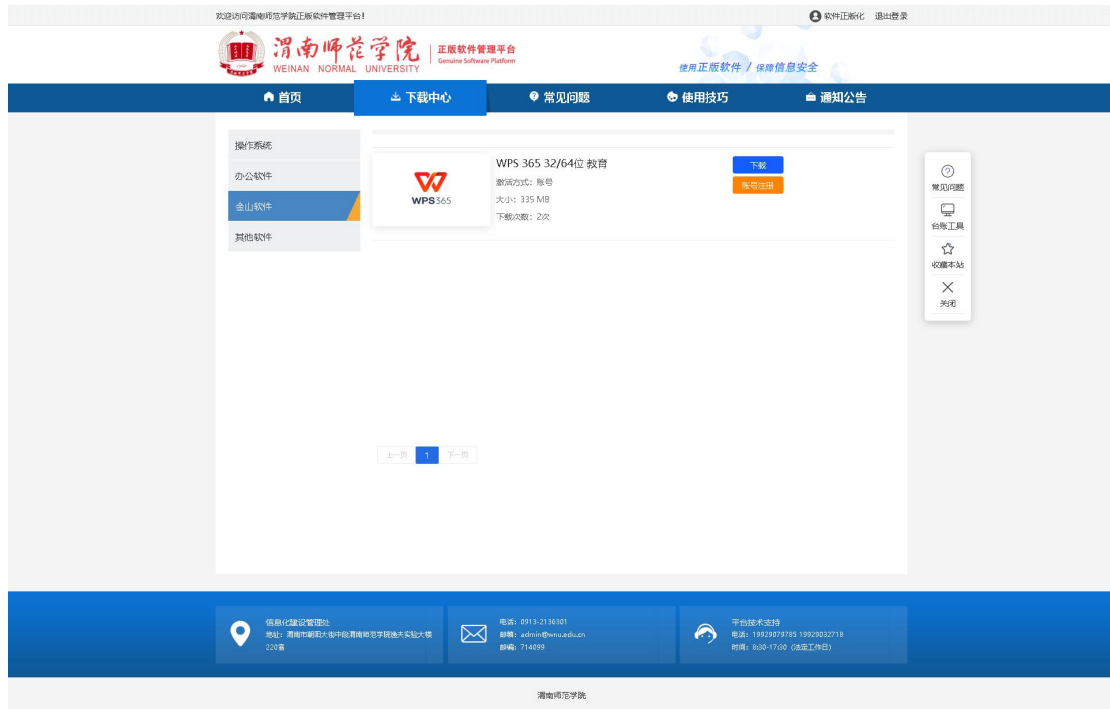 欢迎访问渭南师范学院正版软件管理平台!
软件正版化 退出登录
渭南师范学院
WEINAN NORMAL UNIVERSITY
正版软件管理平台
Genuine Software Platform
使用正版软件 / 保障信息安全
首页 下载中心 常见问题 使用技巧 通知公告
操作系统
办公软件
金山软件
其他软件
WPS365
WPS 365 32/64位 教育
激活方式: 账号
大小: 335 MB
下载次数: 2次
下载
账号注册
常见问题
台账工具
收藏本站
关闭
上一页 1 下一页
信息化建设管理处
地址: 渭南市朝阳大街中段渭南师范学院逸夫实验大楼
220室
电话: 0913-2136301
邮箱: admin@wnu.edu.cn
邮编: 714099
平台技术支持
电话: 19929079785 19929032718
时间: 8:30-17:30 (法定工作日)
渭南师范学院